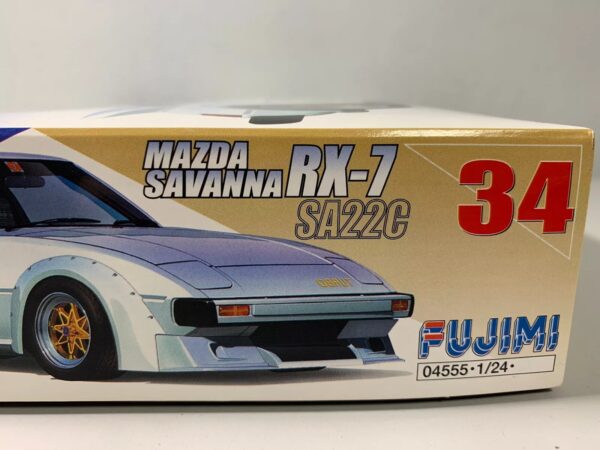 MAZDA
SAVANNA RX-7
SA22C
34
FUJIMI
04555·1/24·